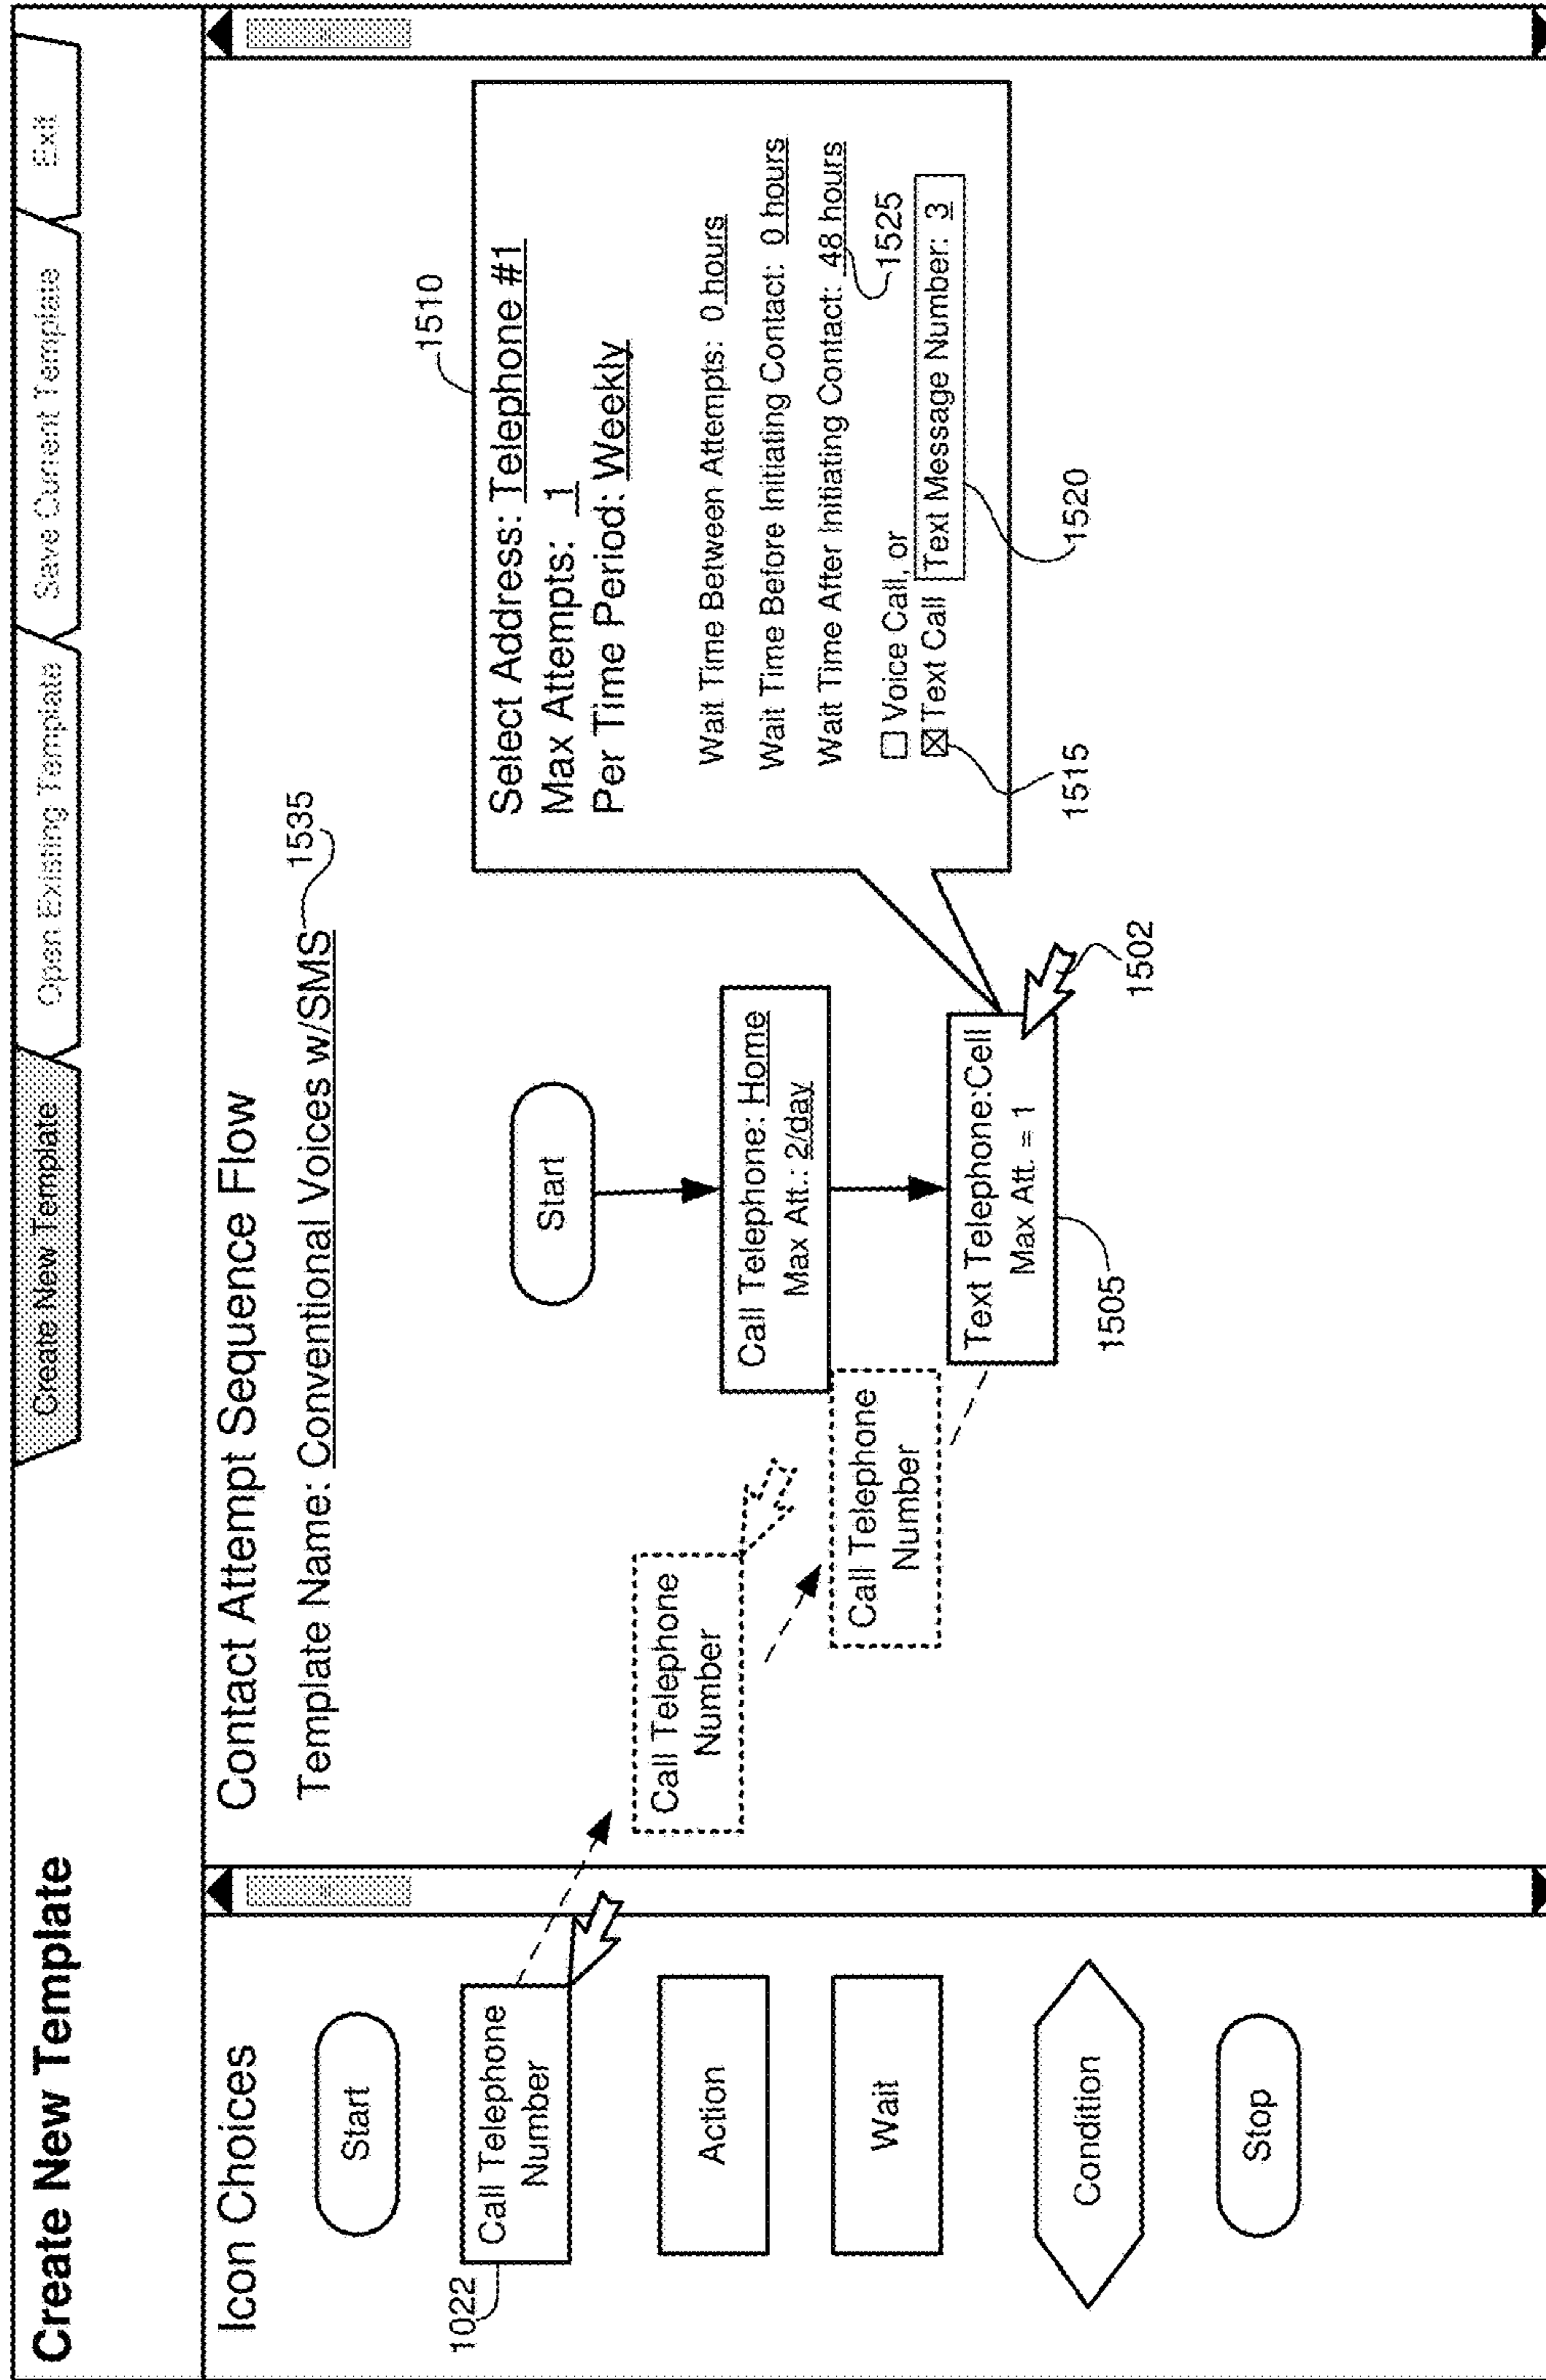 Create New Template
Create New Template
Open Existing Template
Save Current Template
Exit
Icon Choices
Start
1022
Call Telephone
Number
Action
Wait
Condition
Stop
Contact Attempt Sequence Flow
Template Name: Conventional Voices w/SMS
1535
Start
Call Telephone
Number
Call Telephone: Home
Max Att.: 2/day
Call Telephone
Number
Text Telephone:Cell
Max Att. = 1
1505
1502
1510
Select Address: Telephone #1
Max Attempts: 1
Per Time Period: Weekly
Wait Time Between Attempts: 0 hours
Wait Time Before Initiating Contact: 0 hours
Wait Time After Initiating Contact: 48 hours
1525
Voice Call, or
Text Call Text Message Number: 3
1515
1520